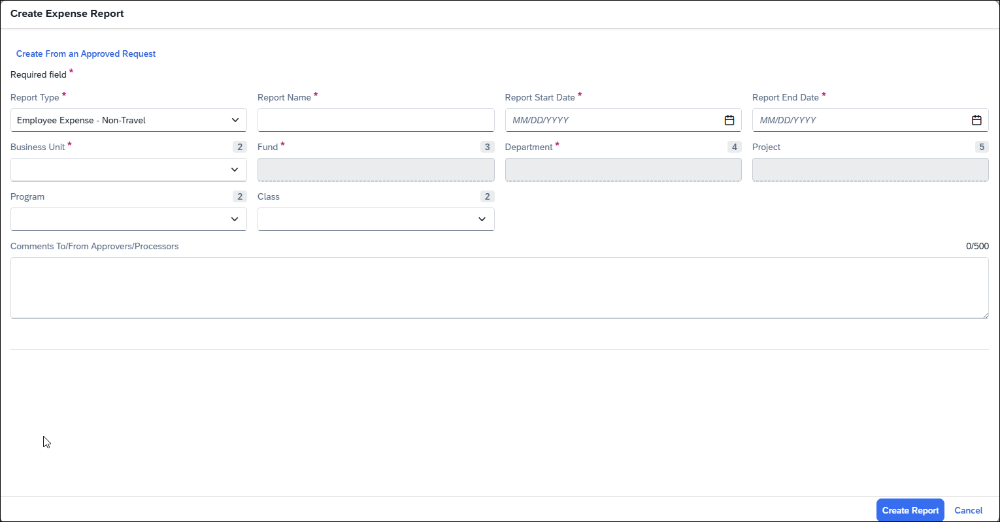 Create Expense Report
Create From an Approved Request
Required field *
Report Type * Report Name * Report Start Date * Report End Date *
Employee Expense - Non-Travel MM/DD/YYYY MM/DD/YYYY
Business Unit * 2 Fund * 3 Department * 4 Project 5
Program 2 Class 2
Comments To/From Approvers/Processors 0/500
Create Report Cancel